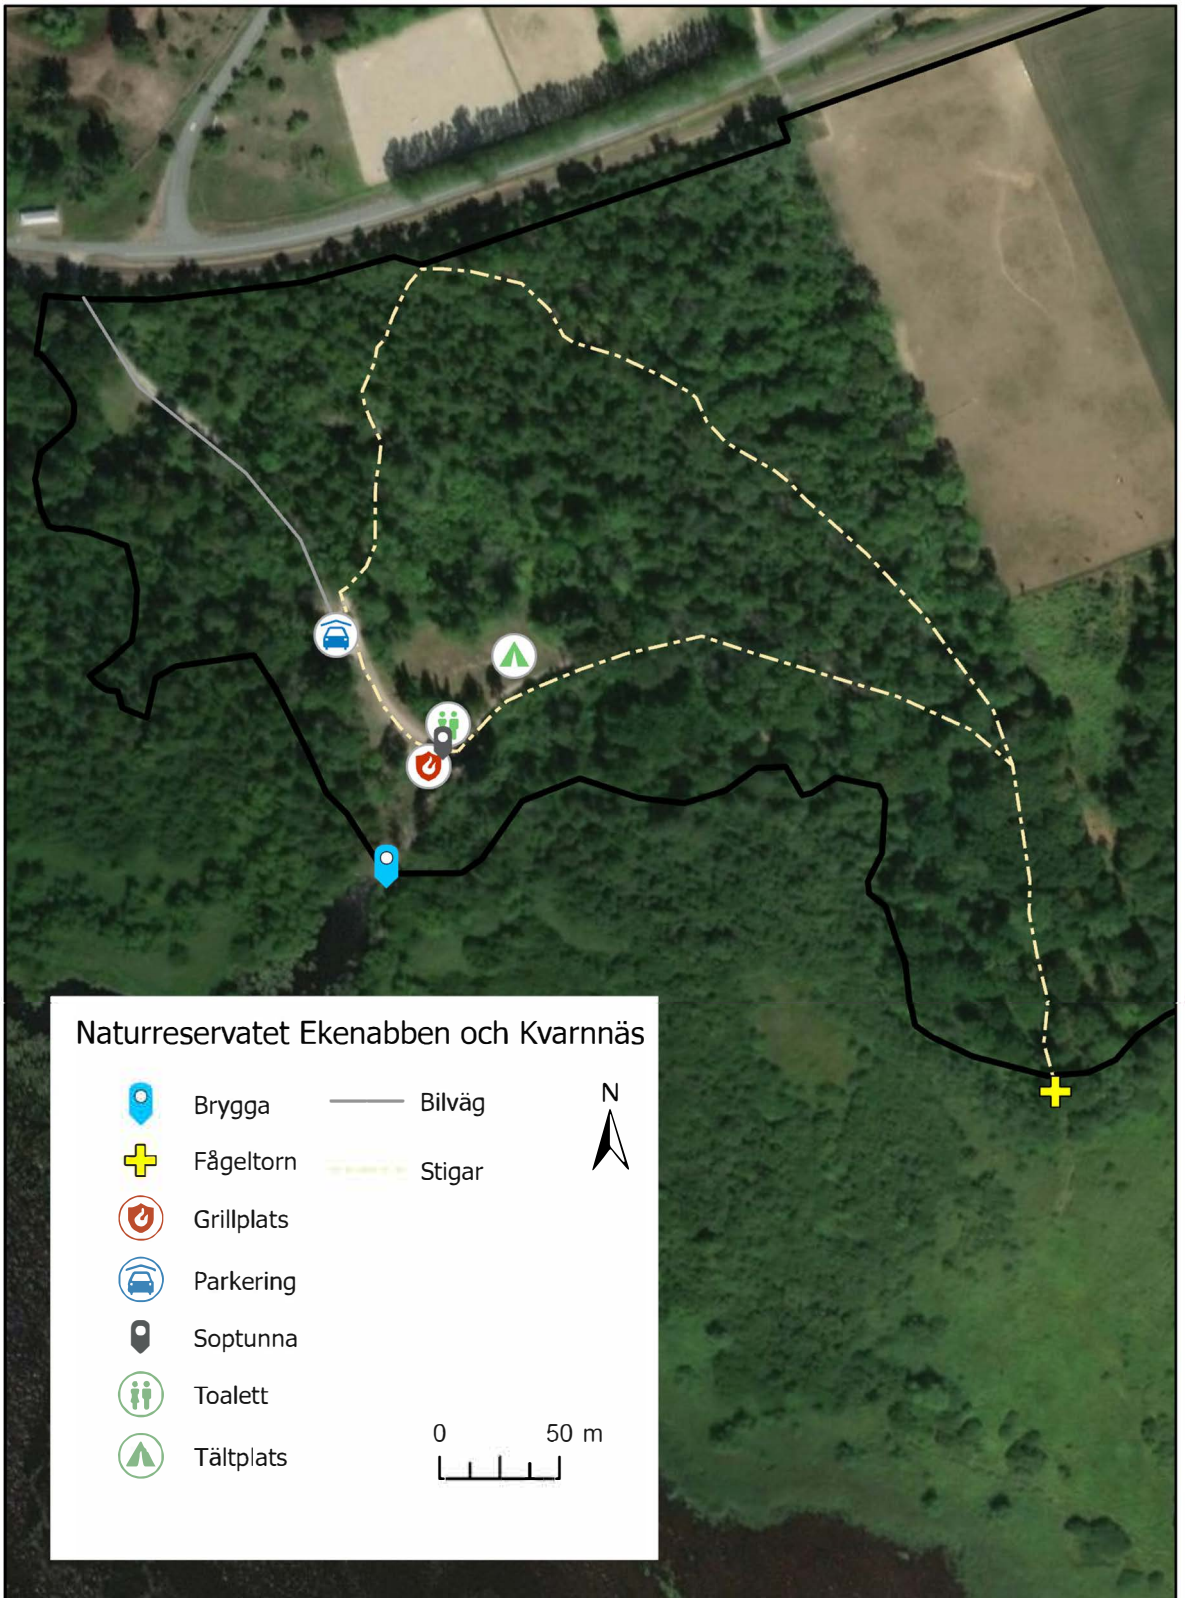 Naturreservatet Ekenabben och Kvarnnäs
Brygga
Fågeltorn
Grillplats
Parkering
Soptunna
Toalett
Tältplats
Bilväg
Stigar
N
0 50 m